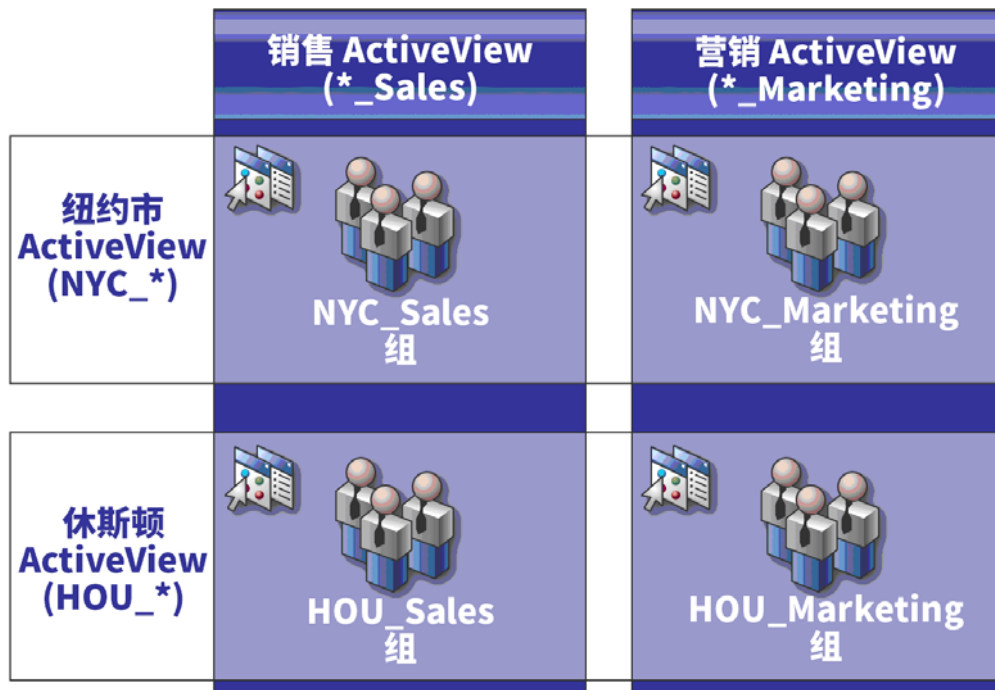 销售 ActiveView
(*_Sales)
营销 ActiveView
(*_Marketing)
纽约市
ActiveView
(NYC_*)
NYC_Sales
组
NYC_Marketing
组
休斯顿
ActiveView
(HOU_*)
HOU_Sales
组
HOU_Marketing
组